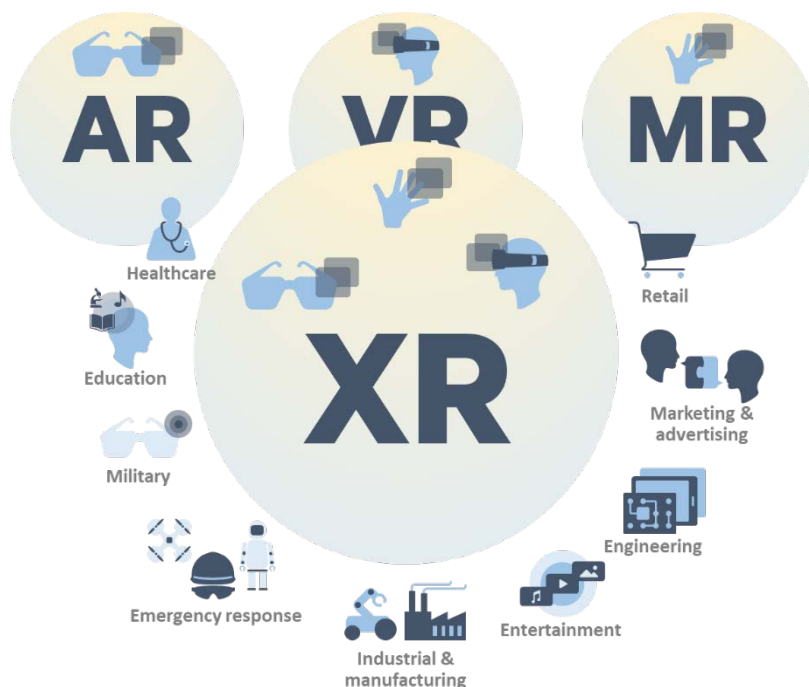 AR
VR
MR
XR
Healthcare
Education
Military
Emergency response
Industrial &
manufacturing
Entertainment
Engineering
Marketing &
advertising
Retail